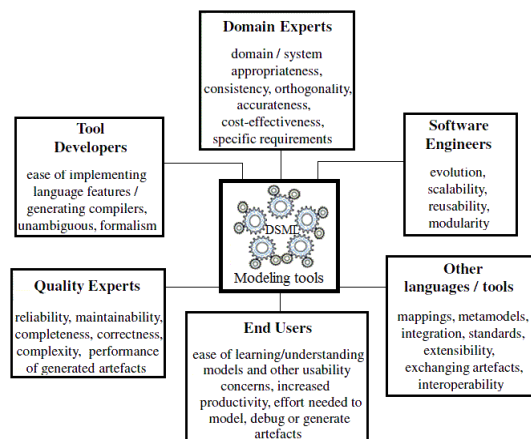 Domain Experts
domain / system
appropriateness,
consistency, orthogonality,
accurateness,
cost-effectiveness,
specific requirements
Tool
Developers
ease of implementing
language features /
generating compilers,
unambiguous, formalism
Software
Engineers
evolution,
scalability,
reusability,
modularity
DSML
Modeling tools
Quality Experts
reliability, maintainability,
completeness, correctness,
complexity, performance
of generated artefacts
End Users
ease of learning/understanding
models and other usability
concerns, increased
productivity, effort needed to
model, debug or generate
artefacts
Other
languages / tools
mappings, metamodels,
integration, standards,
extensibility,
exchanging artefacts,
interoperability